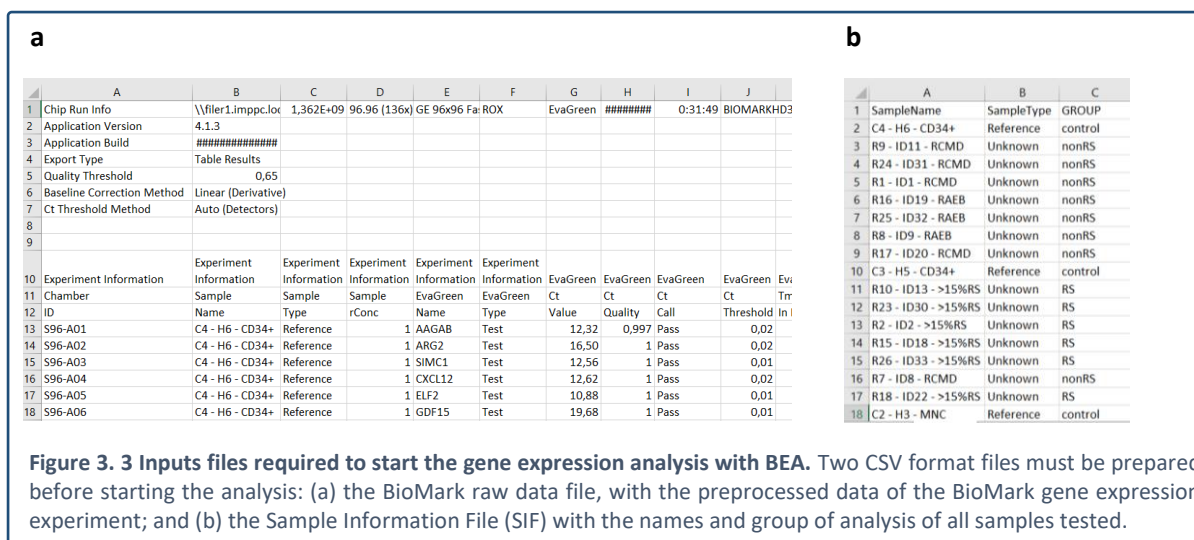 a
b
A B C D E F G H I J
1 Chip Run Info \\filer1.imppc.loc 1,362E+09 96.96 (136x) GE 96x96 Fas ROX EvaGreen ######## 0:31:49 BIOMARKHD3
2 Application Version 4.1.3
3 Application Build ##############
4 Export Type Table Results
5 Quality Threshold 0,65
6 Baseline Correction Method Linear (Derivative)
7 Ct Threshold Method Auto (Detectors)
8
9
Experiment Experiment Experiment Experiment Experiment
10 Experiment Information Information Information Information Information Information EvaGreen EvaGreen EvaGreen EvaGreen Eva
11 Chamber Sample Sample Sample EvaGreen EvaGreen Ct Ct Ct Ct Tm
12 ID Name Type rConc Name Type Value Quality Call Threshold In
13 S96-A01 C4 - H6 - CD34+ Reference 1 AAGAB Test 12,32 0,997 Pass 0,02
14 S96-A02 C4 - H6 - CD34+ Reference 1 ARG2 Test 16,50 1 Pass 0,02
15 S96-A03 C4 - H6 - CD34+ Reference 1 SIMC1 Test 12,56 1 Pass 0,01
16 S96-A04 C4 - H6 - CD34+ Reference 1 CXCL12 Test 12,62 1 Pass 0,02
17 S96-A05 C4 - H6 - CD34+ Reference 1 ELF2 Test 10,88 1 Pass 0,01
18 S96-A06 C4 - H6 - CD34+ Reference 1 GDF15 Test 19,68 1 Pass 0,01
A B C
1 SampleName SampleType GROUP
2 C4 - H6 - CD34+ Reference control
3 R9 - ID11 - RCMD Unknown nonRS
4 R24 - ID31 - RCMD Unknown nonRS
5 R1 - ID1 - RCMD Unknown nonRS
6 R16 - ID19 - RAEB Unknown nonRS
7 R25 - ID32 - RAEB Unknown nonRS
8 R8 - ID9 - RAEB Unknown nonRS
9 R17 - ID20 - RCMD Unknown nonRS
10 C3 - H5 - CD34+ Reference control
11 R10 - ID13 - >15%RS Unknown RS
12 R23 - ID30 - >15%RS Unknown RS
13 R2 - ID2 - >15%RS Unknown RS
14 R15 - ID18 - >15%RS Unknown RS
15 R26 - ID33 - >15%RS Unknown RS
16 R7 - ID8 - RCMD Unknown nonRS
17 R18 - ID22 - >15%RS Unknown RS
18 C2 - H3 - MNC Reference control
Figure 3. 3 Inputs files required to start the gene expression analysis with BEA. Two CSV format files must be prepared
before starting the analysis: (a) the BioMark raw data file, with the preprocessed data of the BioMark gene expression
experiment; and (b) the Sample Information File (SIF) with the names and group of analysis of all samples tested.